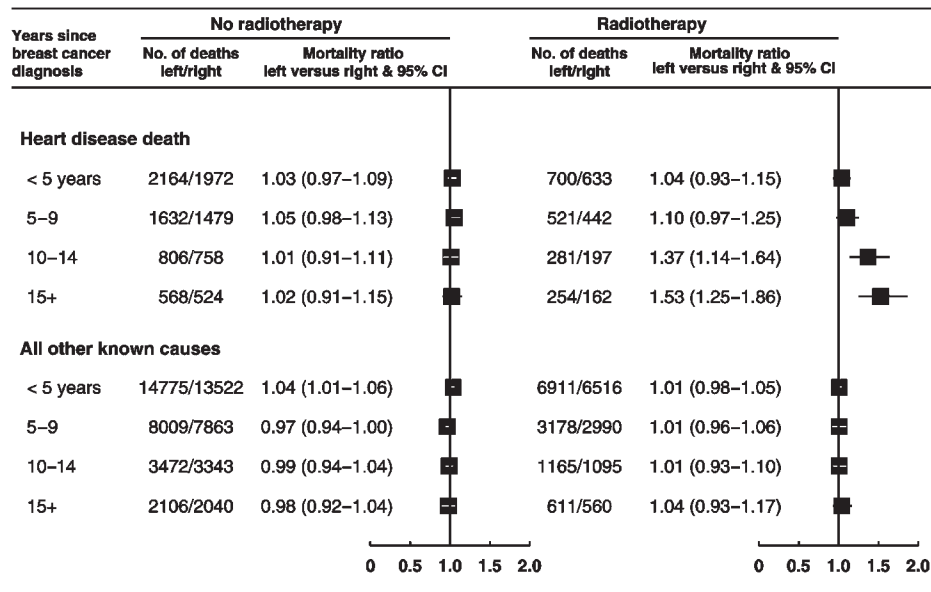 No radiotherapy Radiotherapy
Years since
breast cancer
diagnosis
No. of deaths
left/right
Mortality ratio
left versus right & 95% CI
No. of deaths
left/right
Mortality ratio
left versus right & 95% CI
Heart disease death
< 5 years 2164/1972 1.03 (0.97–1.09) 700/633 1.04 (0.93–1.15)
5–9 1632/1479 1.05 (0.98–1.13) 521/442 1.10 (0.97–1.25)
10–14 806/758 1.01 (0.91–1.11) 281/197 1.37 (1.14–1.64)
15+ 568/524 1.02 (0.91–1.15) 254/162 1.53 (1.25–1.86)
All other known causes
< 5 years 14775/13522 1.04 (1.01–1.06) 6911/6516 1.01 (0.98–1.05)
5–9 8009/7863 0.97 (0.94–1.00) 3178/2990 1.01 (0.96–1.06)
10–14 3472/3343 0.99 (0.94–1.04) 1165/1095 1.01 (0.93–1.10)
15+ 2106/2040 0.98 (0.92–1.04) 611/560 1.04 (0.93–1.17)
0 0.5 1.0 1.5 2.0 0 0.5 1.0 1.5 2.0